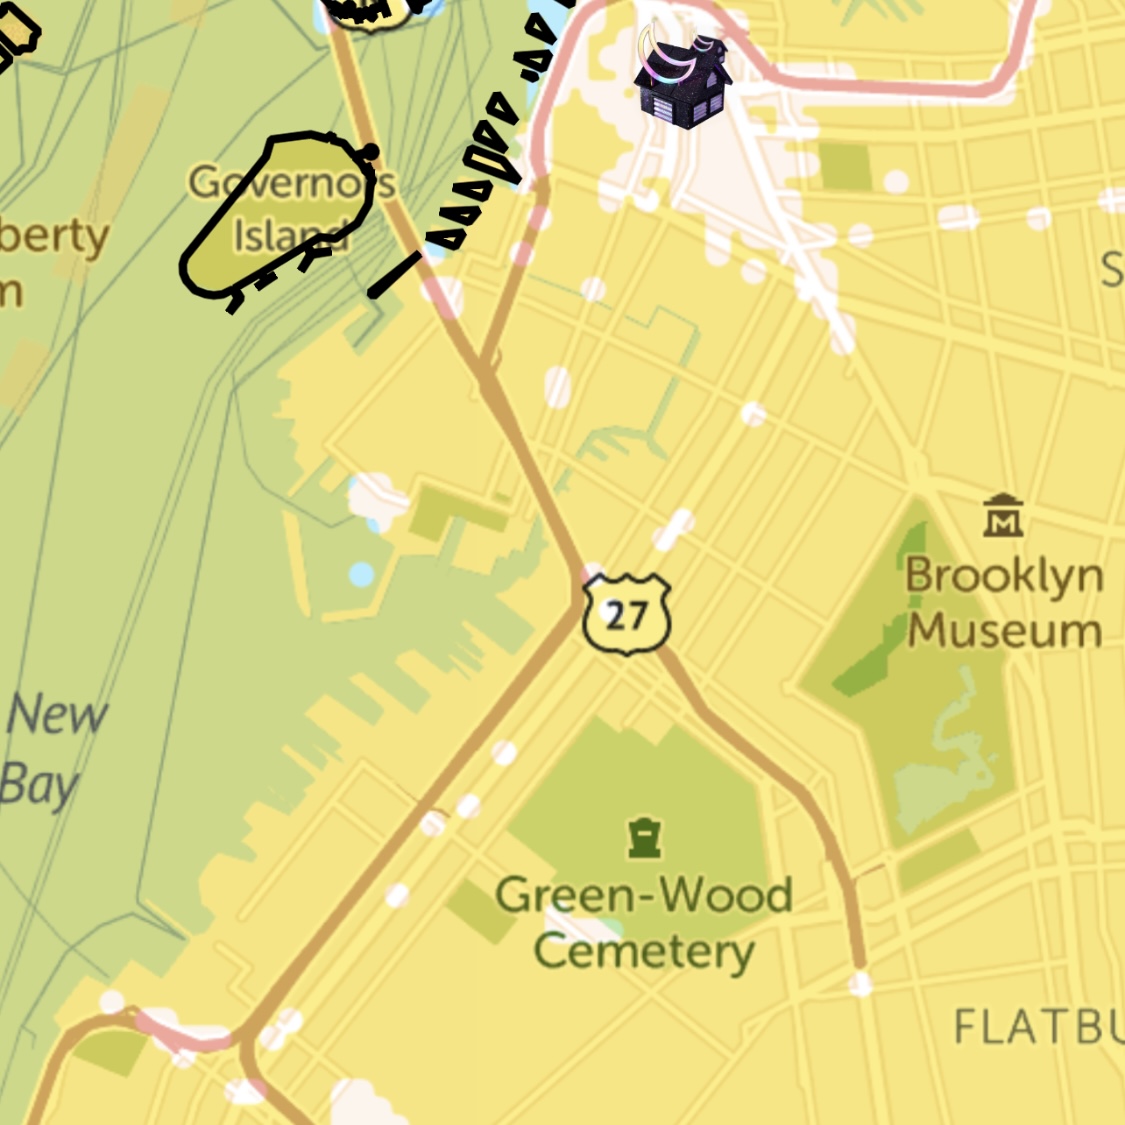 Governors
Island
berty
m
S
27
Brooklyn
Museum
New
Bay
Green-Wood
Cemetery
FLATBU